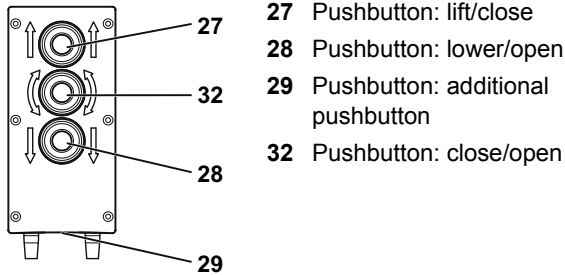 27
32
28
29
27 Pushbutton: lift/close
28 Pushbutton: lower/open
29 Pushbutton: additional
pushbutton
32 Pushbutton: close/open